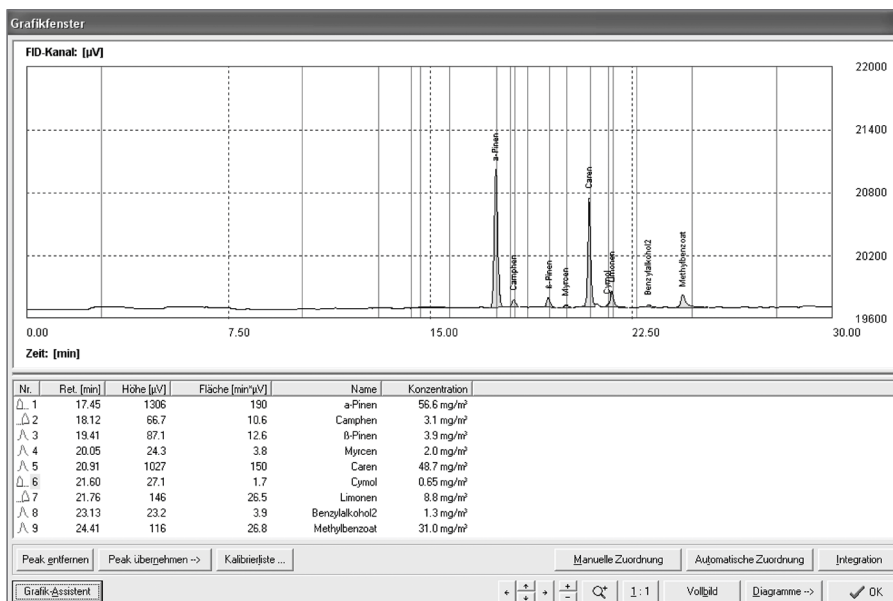 Grafikfenster
FID-Kanal: [µV]
22000
21400
20800
20200
19600
a-Pinen
Camphen
ß-Pinen
Myrcen
Caren
Cymol
Limonen
Benzylalkohol2
Methylbenzoat
0.00 7.50 15.00 22.50 30.00
Zeit: [min]
Nr. Ret. [min] Höhe [µV] Fläche [min*µV] Name Konzentration
1 17.45 1306 190 a-Pinen 56.6 mg/m³
2 18.12 66.7 10.6 Camphen 3.1 mg/m³
3 19.41 87.1 12.6 ß-Pinen 3.9 mg/m³
4 20.05 24.3 3.8 Myrcen 2.0 mg/m³
5 20.91 1027 150 Caren 48.7 mg/m³
6 21.60 27.1 1.7 Cymol 0.65 mg/m³
7 21.76 146 26.5 Limonen 8.8 mg/m³
8 23.13 23.2 3.9 Benzylalkohol2 1.3 mg/m³
9 24.41 116 26.8 Methylbenzoat 31.0 mg/m³
Peak entfernen Peak übernehmen --> Kalibrierliste ... Manuelle Zuordnung Automatische Zuordnung Integration
Grafik-Assistent 1 : 1 Vollbild Diagramme --> OK